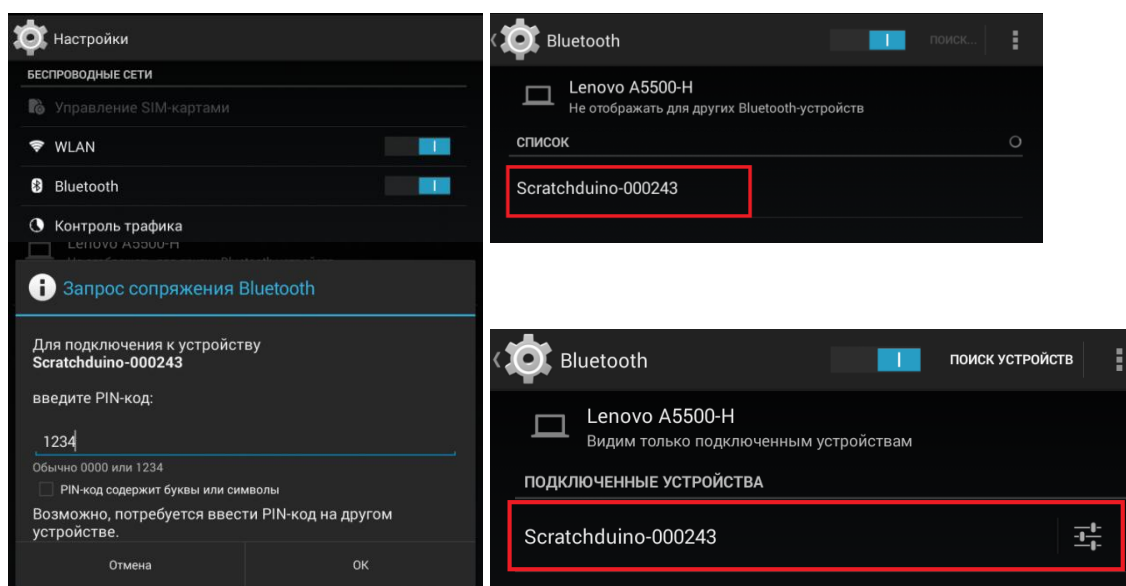 Настройки
БЕСПРОВОДНЫЕ СЕТИ
Управление SIM-картами
WLAN
Bluetooth
Контроль трафика
Lenovo A5500-H
Запрос сопряжения Bluetooth
Для подключения к устройству
Scratchduino-000243
введите PIN-код:
1234
Обычно 0000 или 1234
PIN-код содержит буквы или символы
Возможно, потребуется ввести PIN-код на другом
устройстве.
Отмена
OK
Bluetooth
ПОИСК...
Lenovo A5500-H
Не отображать для других Bluetooth-устройств
СПИСОК
Scratchduino-000243
Bluetooth
ПОИСК УСТРОЙСТВ
Lenovo A5500-H
Видим только подключенным устройствам
ПОДКЛЮЧЕННЫЕ УСТРОЙСТВА
Scratchduino-000243